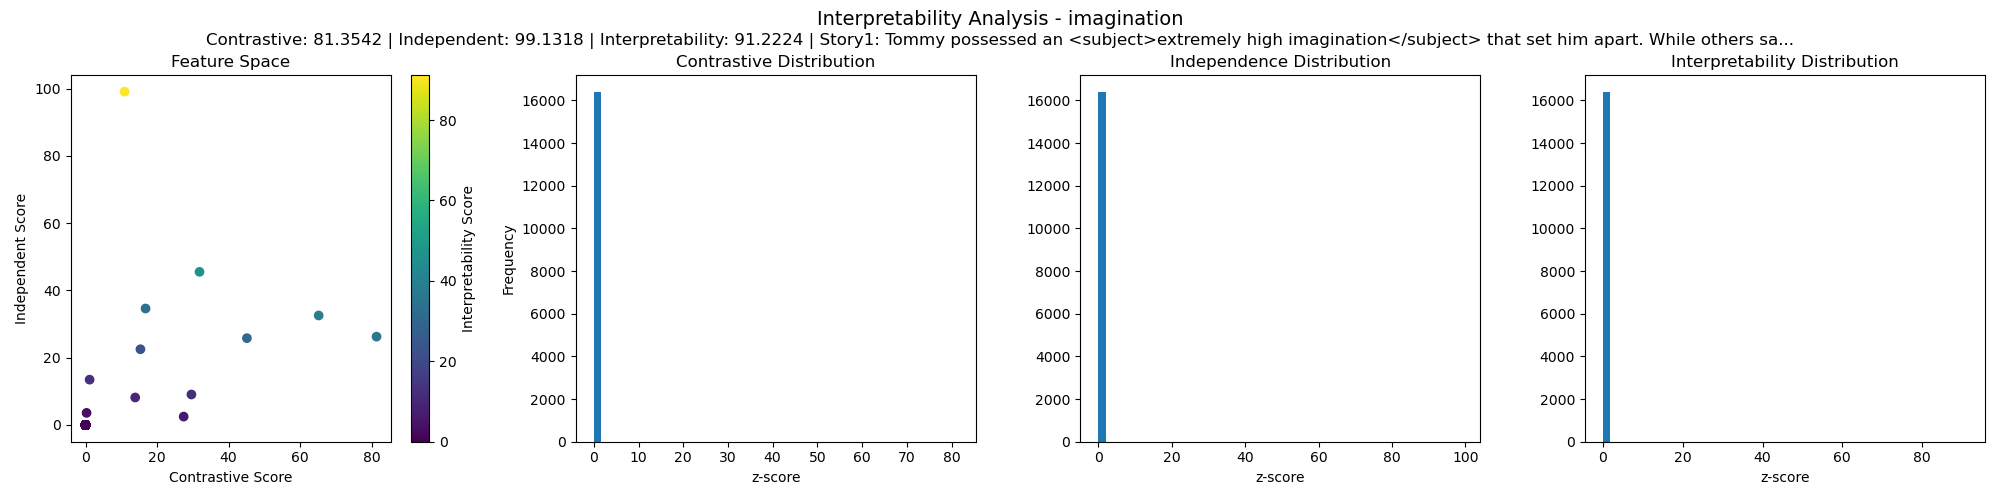 Interpretability Analysis - imagination
Contrastive: 81.3542 | Independent: 99.1318 | Interpretability: 91.2224 | Story1: Tommy possessed an <subject>extremely high imagination</subject> that set him apart. While others sa...
Feature Space
Independent Score
100
80
60
40
20
0
0 20 40 60 80
Contrastive Score
80
60
40
20
0
Interpretability Score
Contrastive Distribution
Frequency
16000
14000
12000
10000
8000
6000
4000
2000
0
0 10 20 30 40 50 60 70 80
z-score
Independence Distribution
16000
14000
12000
10000
8000
6000
4000
2000
0
0 20 40 60 80 100
z-score
Interpretability Distribution
16000
14000
12000
10000
8000
6000
4000
2000
0
0 20 40 60 80
z-score